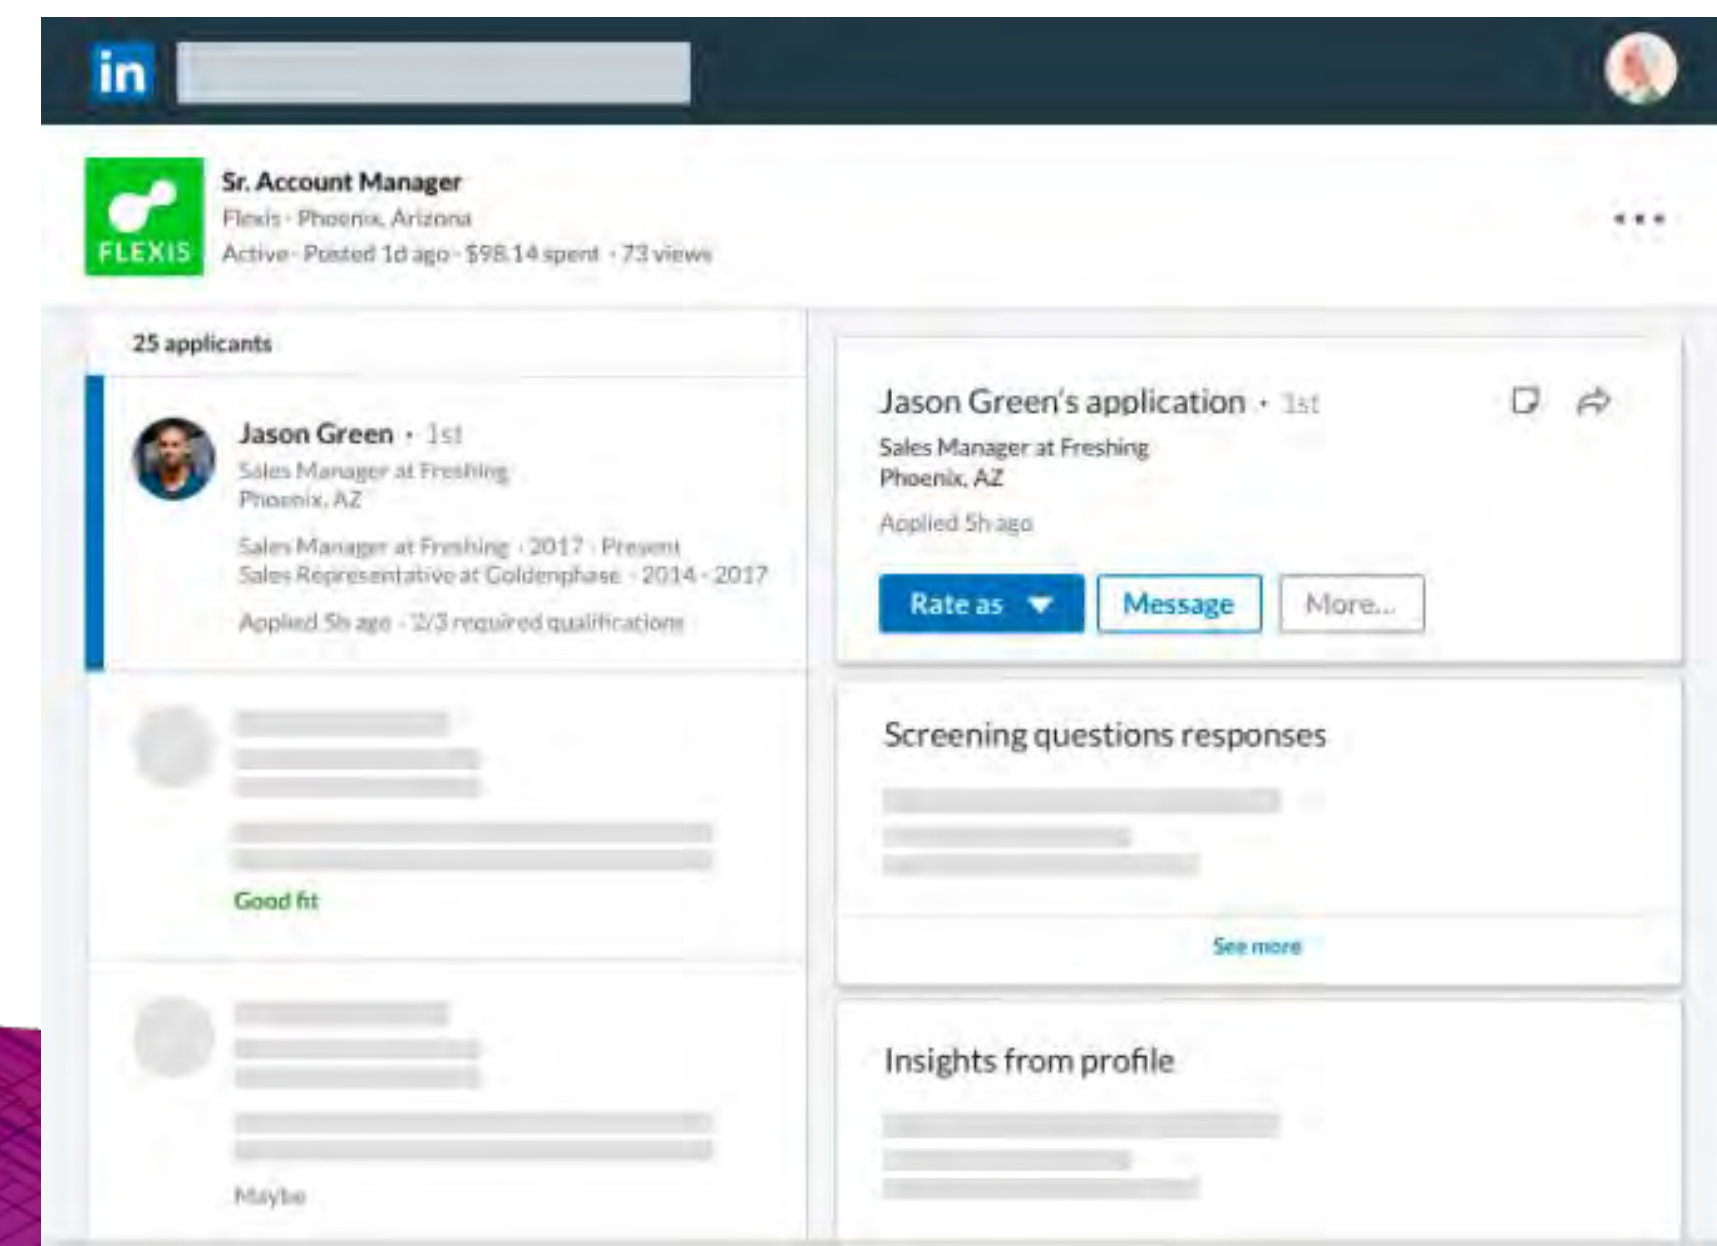 in
FLEXIS
Sr. Account Manager
Flexis · Phoenix, Arizona
Active · Posted 1d ago · $98.14 spent · 73 views
25 applicants
Jason Green · 1st
Sales Manager at Freshing
Phoenix, AZ
Sales Manager at Freshing · 2017 - Present
Sales Representative at Goldenphase · 2014 - 2017
Applied 5h ago · 2/3 required qualifications
Good fit
Maybe
Jason Green's application · 1st
Sales Manager at Freshing
Phoenix, AZ
Applied 5h ago
Rate as
Message
More...
Screening questions responses
See more
Insights from profile